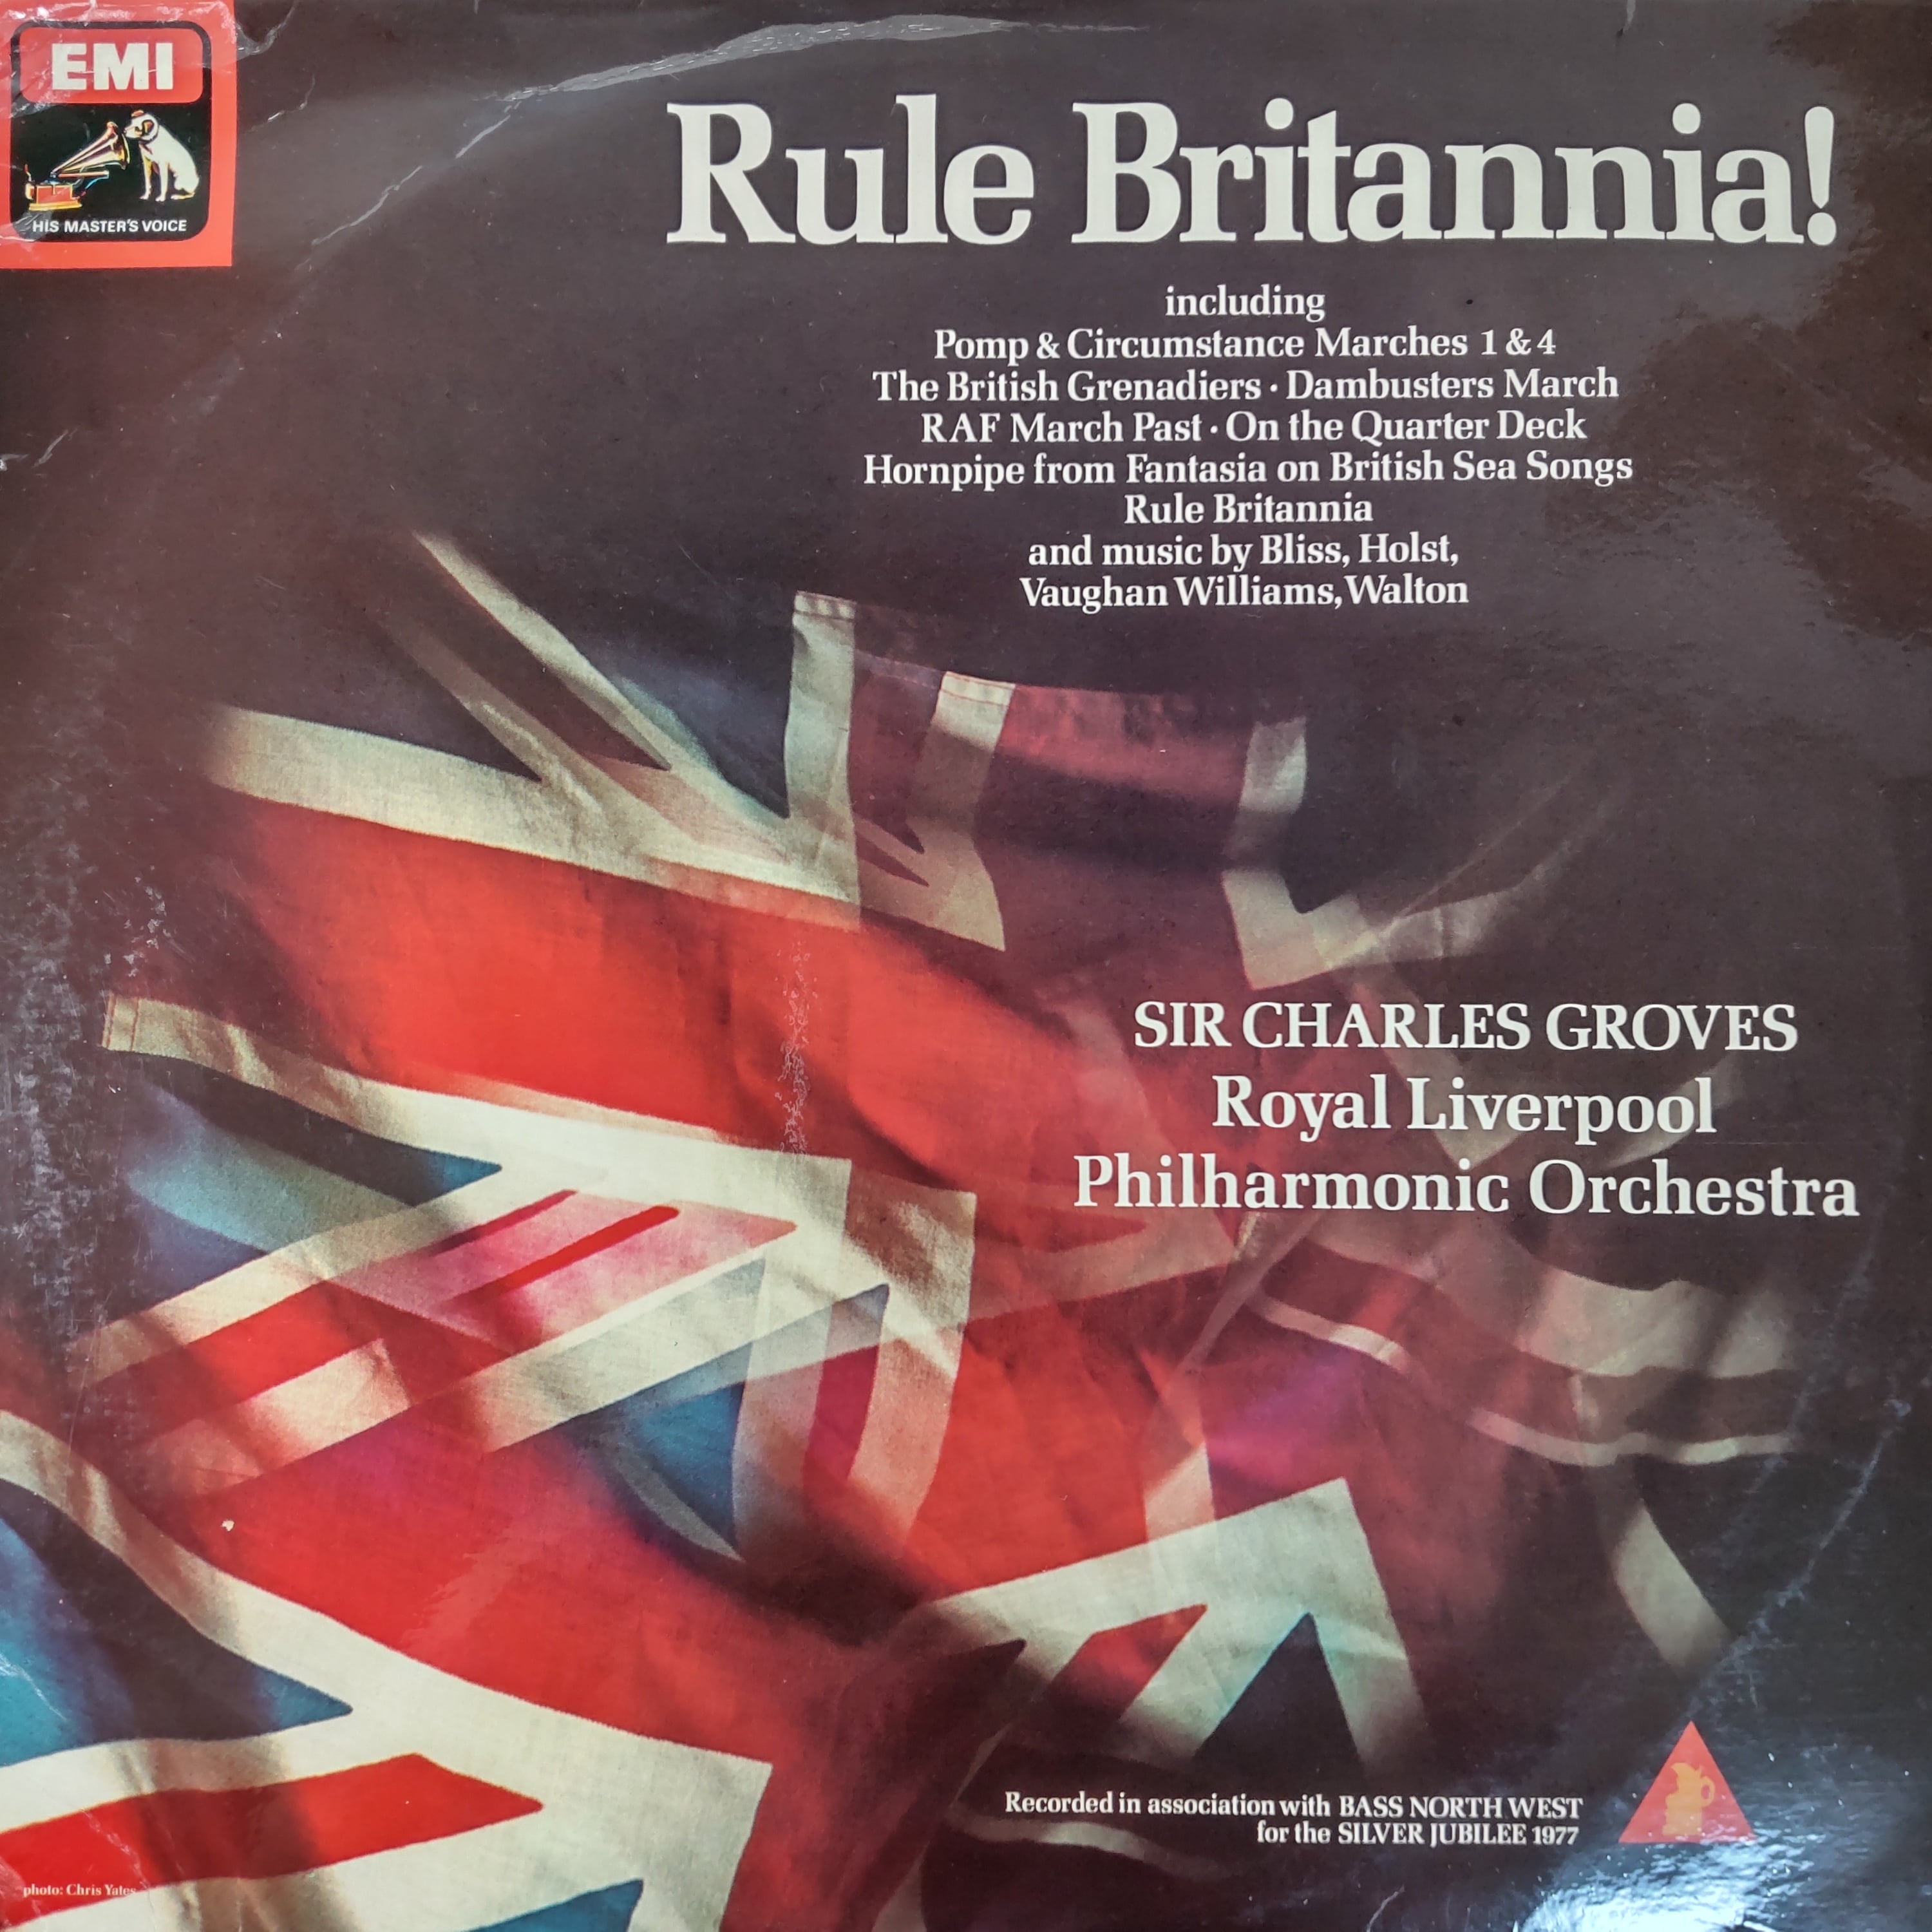 EMI
HIS MASTER'S VOICE
Rule Britannia!
including
Pomp & Circumstance Marches 1 & 4
The British Grenadiers · Dambusters March
RAF March Past · On the Quarter Deck
Hornpipe from Fantasia on British Sea Songs
Rule Britannia
and music by Bliss, Holst,
Vaughan Williams, Walton
SIR CHARLES GROVES
Royal Liverpool
Philharmonic Orchestra
Recorded in association with BASS NORTH WEST
for the SILVER JUBILEE 1977
photo: Chris Yates